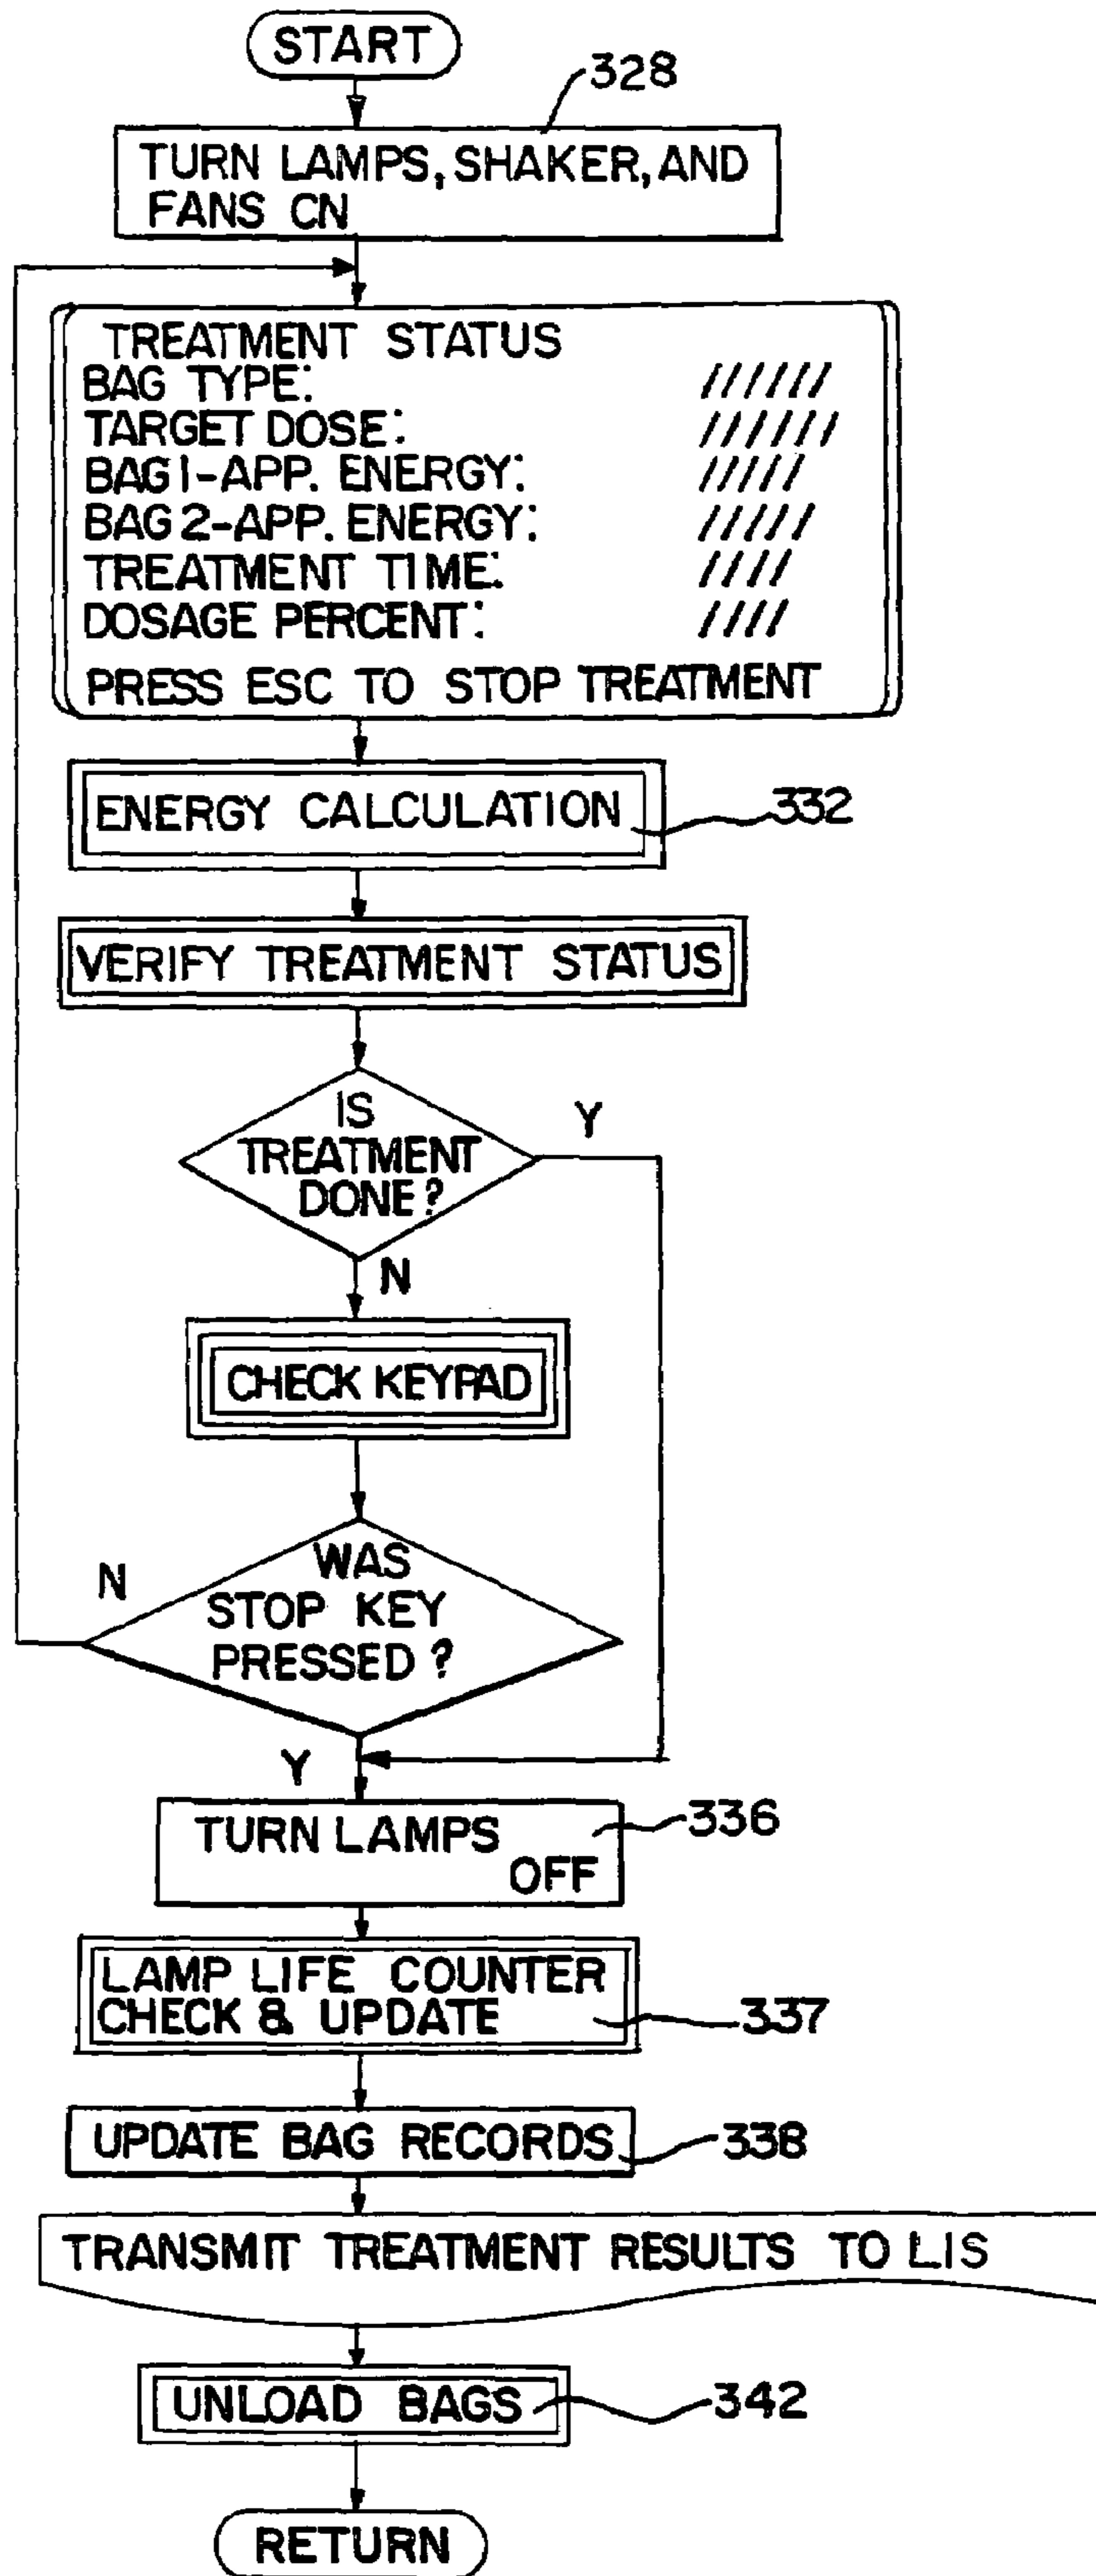 START
328
TURN LAMPS, SHAKER, AND
FANS CN
TREATMENT STATUS
BAG TYPE: //////
TARGET DOSE: //////
BAG 1-APP. ENERGY: /////
BAG 2-APP. ENERGY: /////
TREATMENT TIME: ////
DOSAGE PERCENT: ////
PRESS ESC TO STOP TREATMENT
ENERGY CALCULATION 332
VERIFY TREATMENT STATUS
IS
TREATMENT
DONE?
Y
N
CHECK KEYPAD
WAS
STOP KEY
PRESSED?
N
Y
TURN LAMPS
OFF
336
LAMP LIFE COUNTER
CHECK & UPDATE 337
UPDATE BAG RECORDS 338
TRANSMIT TREATMENT RESULTS TO LIS
UNLOAD BAGS 342
RETURN